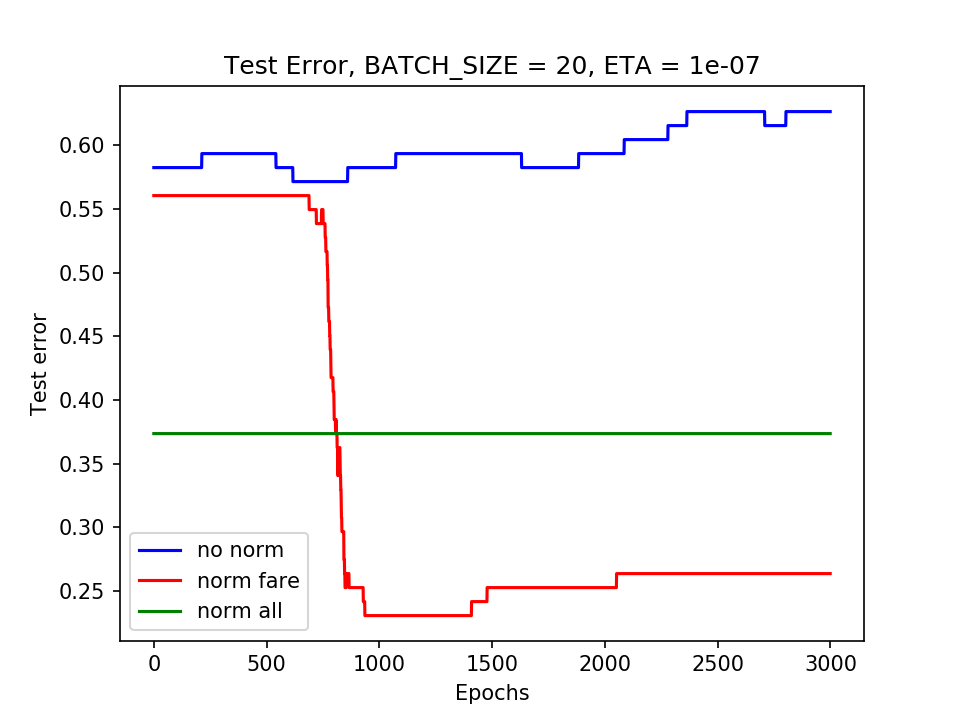 Test Error, BATCH_SIZE = 20, ETA = 1e-07
Test error
0.60
0.55
0.50
0.45
0.40
0.35
0.30
0.25
no norm
norm fare
norm all
0 500 1000 1500 2000 2500 3000
Epochs